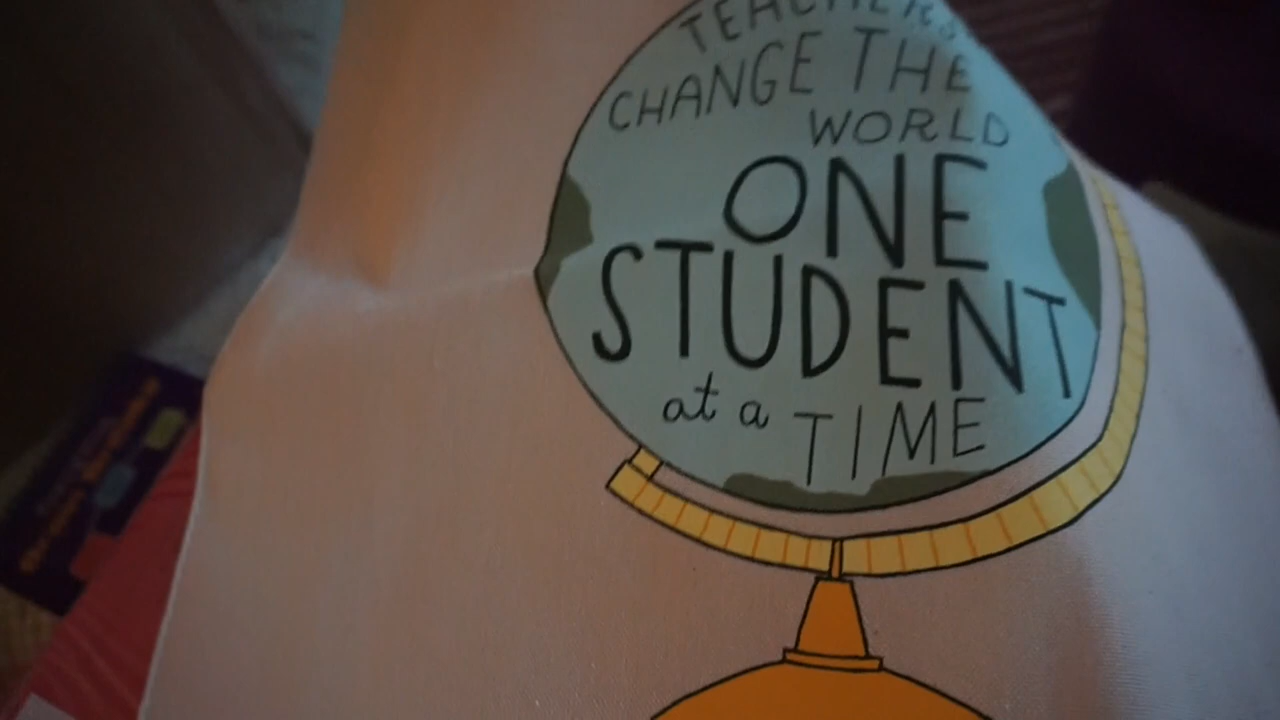 TEACHERS
CHANGE THE
WORLD
ONE
STUDENT
at a TIME